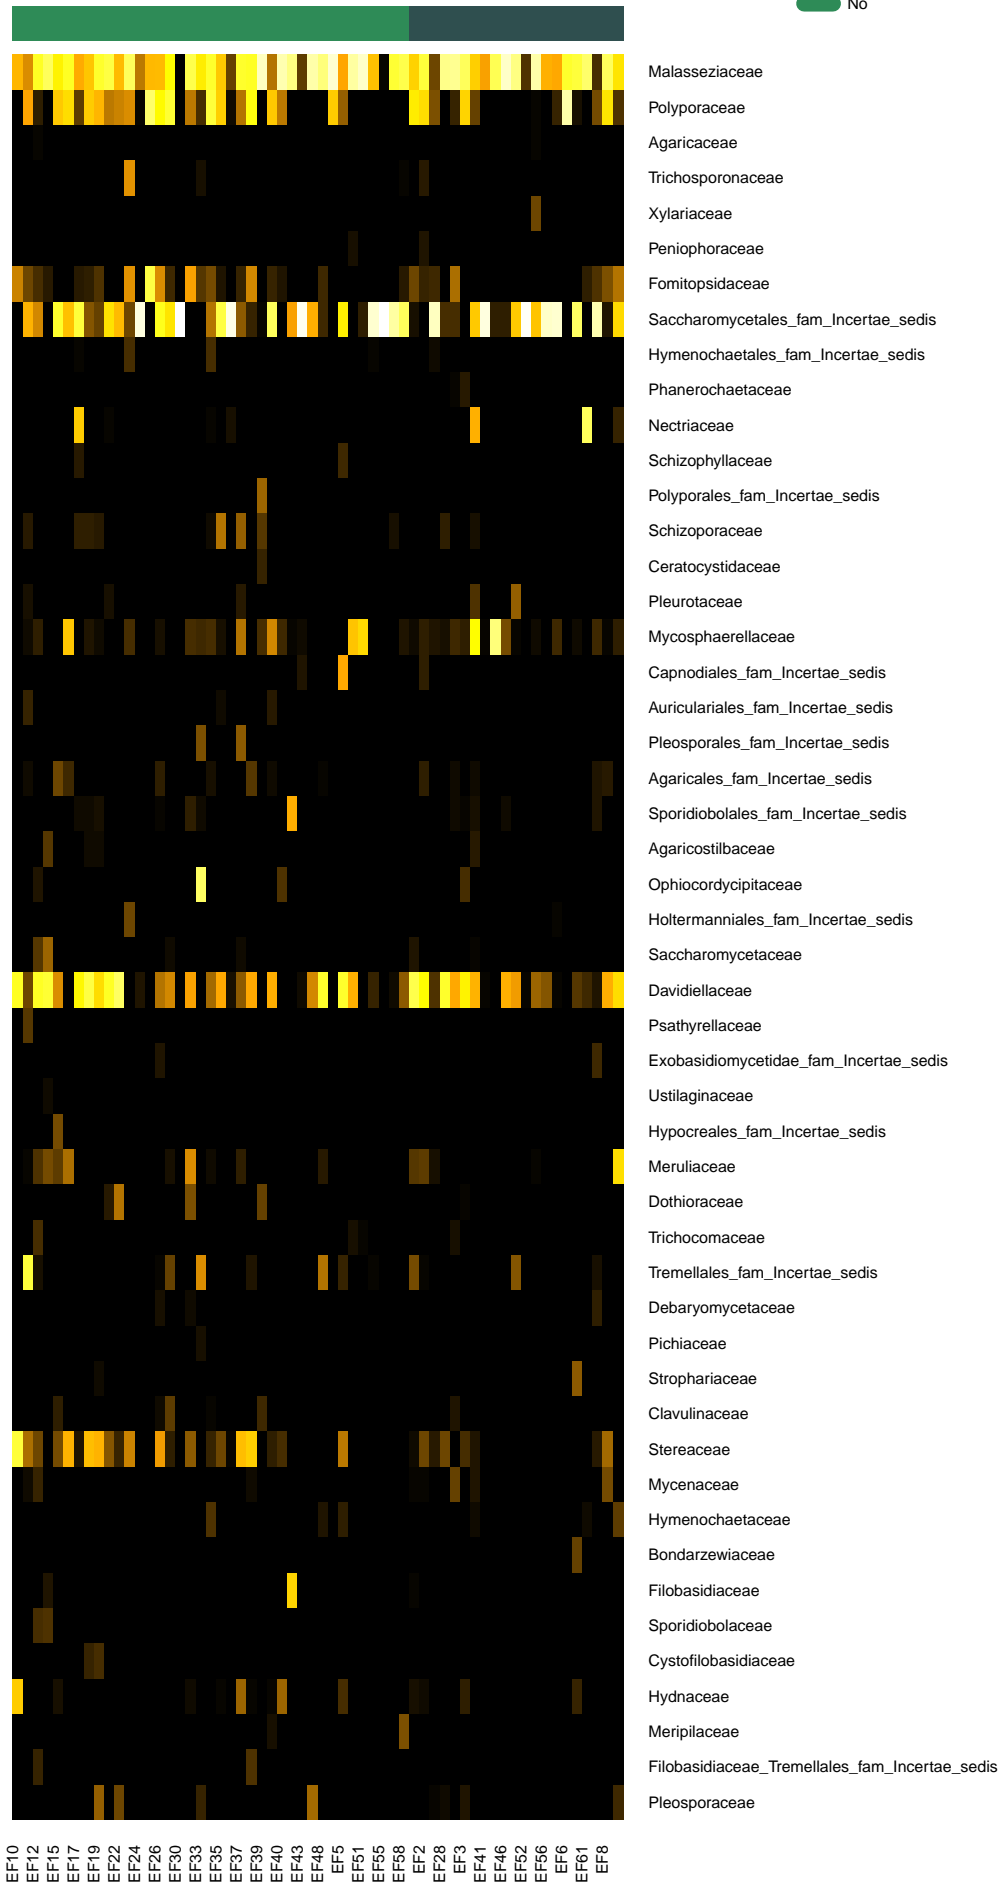 No
Malasseziaceae
Polyporaceae
Agaricaceae
Trichosporonaceae
Xylariaceae
Peniophoraceae
Fomitopsidaceae
Saccharomycetales_fam_Incertae_sedis
Hymenochaetales_fam_Incertae_sedis
Phanerochaetaceae
Nectriaceae
Schizophyllaceae
Polyporales_fam_Incertae_sedis
Schizoporaceae
Ceratocystidaceae
Pleurotaceae
Mycosphaerellaceae
Capnodiales_fam_Incertae_sedis
Auriculariales_fam_Incertae_sedis
Pleosporales_fam_Incertae_sedis
Agaricales_fam_Incertae_sedis
Sporidiobolales_fam_Incertae_sedis
Agaricostilbaceae
Ophiocordycipitaceae
Holtermanniales_fam_Incertae_sedis
Saccharomycetaceae
Davidiellaceae
Psathyrellaceae
Exobasidiomycetidae_fam_Incertae_sedis
Ustilaginaceae
Hypocreales_fam_Incertae_sedis
Meruliaceae
Dothioraceae
Trichocomaceae
Tremellales_fam_Incertae_sedis
Debaryomycetaceae
Pichiaceae
Strophariaceae
Clavulinaceae
Stereaceae
Mycenaceae
Hymenochaetaceae
Bondarzewiaceae
Filobasidiaceae
Sporidiobolaceae
Cystofilobasidiaceae
Hydnaceae
Meripilaceae
Filobasidiaceae_Tremellales_fam_Incertae_sedis
Pleosporaceae
EF10
EF12
EF15
EF17
EF19
EF22
EF24
EF26
EF30
EF33
EF35
EF37
EF39
EF40
EF43
EF48
EF5
EF51
EF55
EF58
EF2
EF28
EF3
EF41
EF46
EF52
EF56
EF6
EF61
EF8